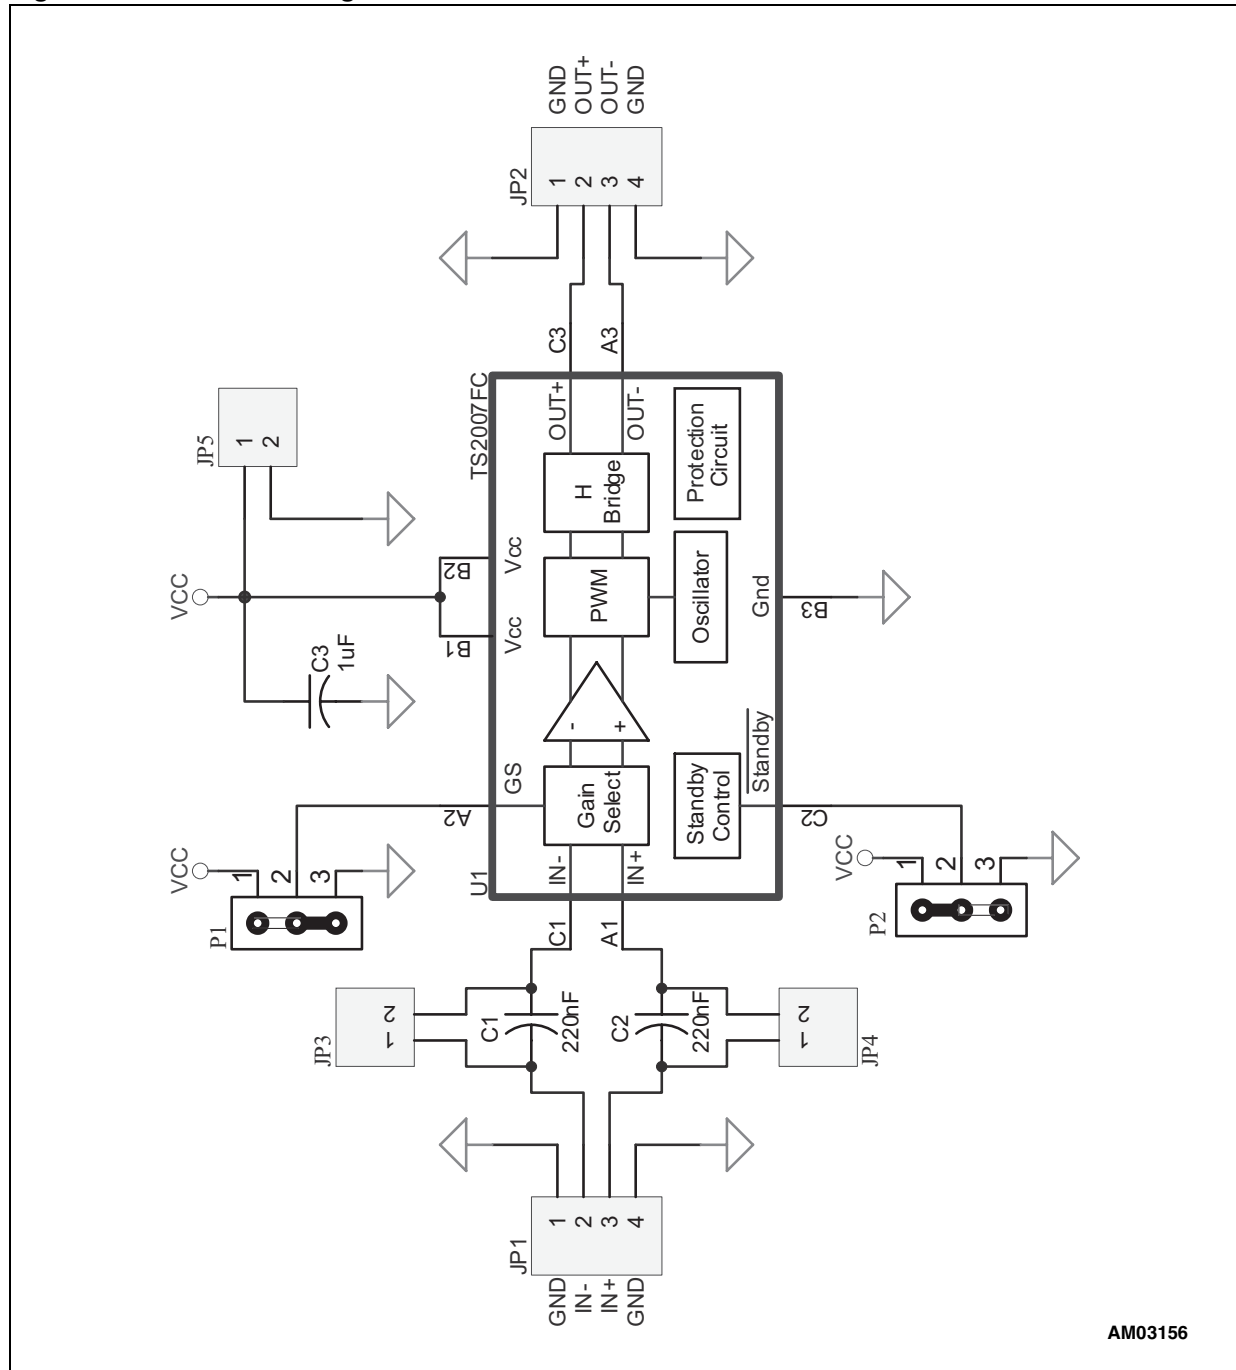 GND
OUT+
OUT-
GND
JP2
1
2
3
4
C3
A3
JP5
1
2
TS2007FC
OUT+
OUT-
H
Bridge
Protection
Circuit
VCC
B2
Vcc
B1
Vcc
PWM
Oscillator
Gnd
B3
C3
1uF
-
+
GS
A2
Gain
Select
Standby
Control
Standby
C2
U1
IN-
IN+
VCC
1
2
3
P1
VCC
1
2
3
P2
C1
A1
JP3
2
1
C1
220nF
C2
220nF
2
1
JP4
JP1
1
2
3
4
GND
IN-
IN+
GND
AM03156